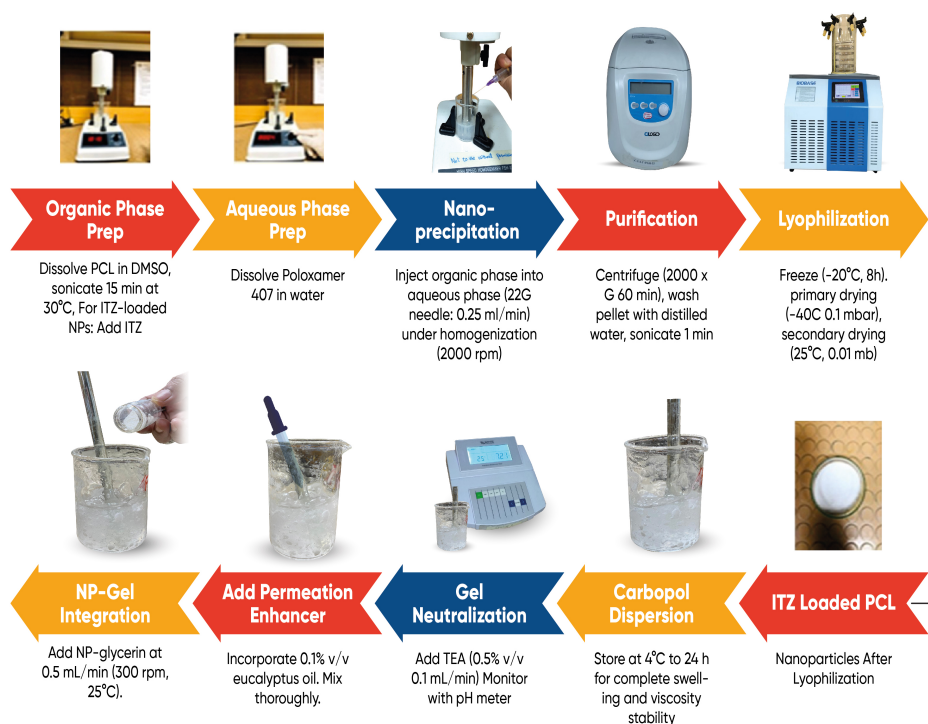 Organic Phase
Prep
Dissolve PCL in DMSO,
sonicate 15 min at
30°C, For ITZ-loaded
NPs: Add ITZ
Aqueous Phase
Prep
Dissolve Poloxamer
407 in water
Nano-
precipitation
Inject organic phase into
aqueous phase (22G
needle: 0.25 ml/min)
under homogenization
(2000 rpm)
Purification
Centrifuge (2000 x
G 60 min), wash
pellet with distilled
water, sonicate 1 min
Lyophilization
Freeze (-20°C, 8h).
primary drying
(-40C 0.1 mbar),
secondary drying
(25°C, 0.01 mb)
ITZ Loaded PCL
Nanoparticles After
Lyophilization
Carbopol
Dispersion
Store at 4°C to 24 h
for complete swell-
ing and viscosity
stability
Gel
Neutralization
Add TEA (0.5% v/v
0.1 mL/min) Monitor
with pH meter
Add Permeation
Enhancer
Incorporate 0.1% v/v
eucalyptus oil. Mix
thoroughly.
NP-Gel
Integration
Add NP-glycerin at
0.5 mL/min (300 rpm,
25°C).